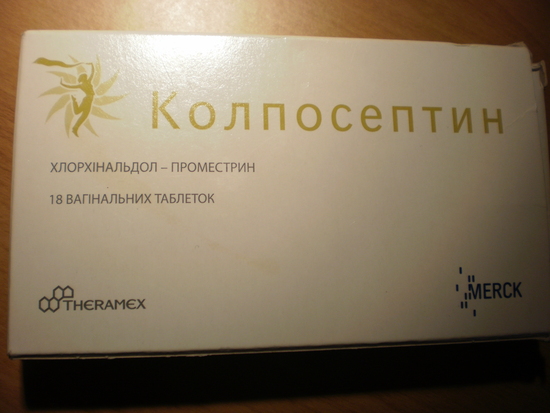 Колпосептин
ХЛОРХІНАЛЬДОЛ – ПРОМЕСТРИН
18 ВАГІНАЛЬНИХ ТАБЛЕТОК
THERAMEX
MERCK